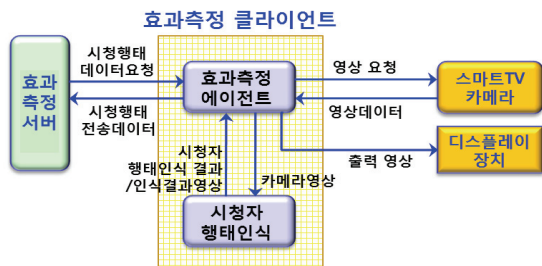 효과측정 클라이언트
효과
측정
서버
시청행태
데이터요청
시청행태
전송데이터
효과측정
에이전트
영상 요청
영상데이터
스마트TV
카메라
출력 영상
디스플레이
장치
시청자
행태인식 결과
/인식결과영상
카메라영상
시청자
행태인식